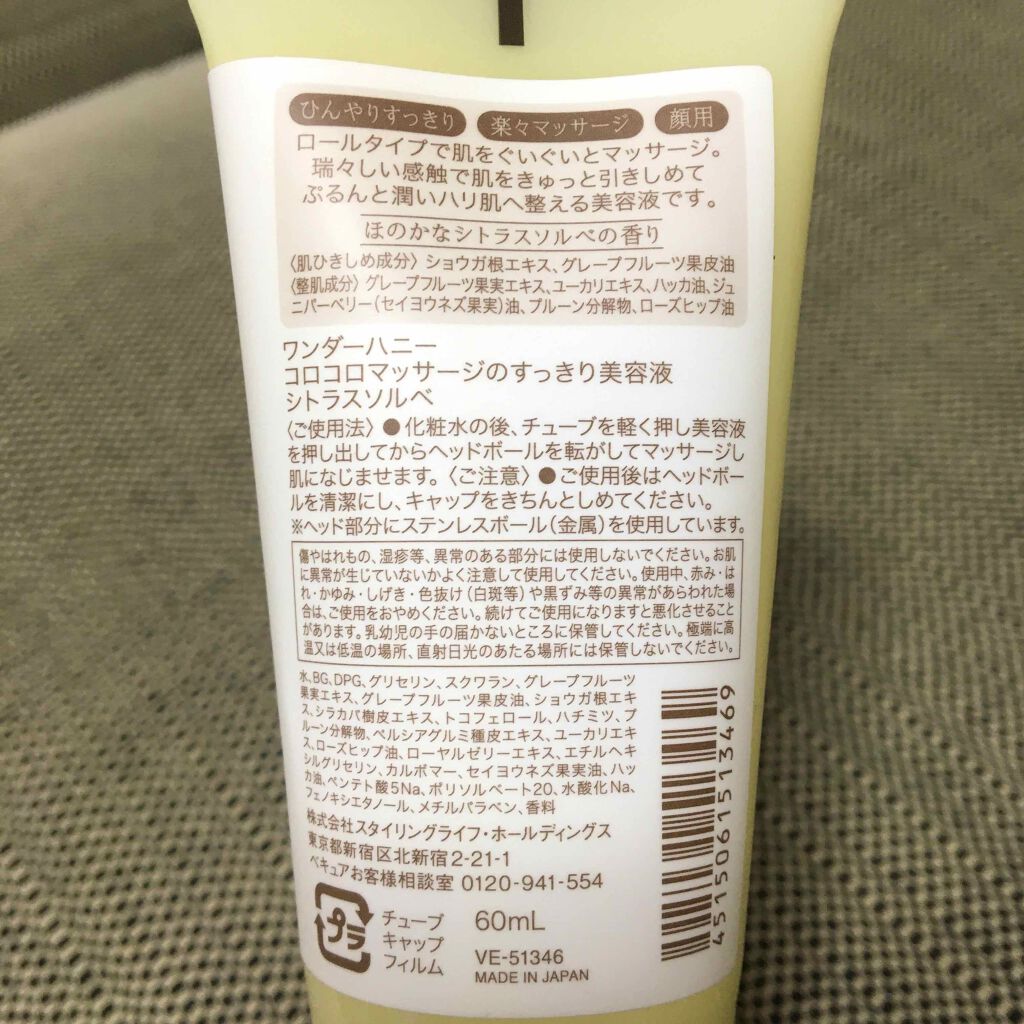 ひんやりすっきり 楽々マッサージ 顔用
ロールタイプで肌をぐいぐいとマッサージ。
瑞々しい感触で肌をきゅっと引きしめて
ぷるんと潤いハリ肌へ整える美容液です。
ほのかなシトラスソルベの香り
〈肌ひきしめ成分〉ショウガ根エキス、グレープフルーツ果皮油
〈整肌成分〉グレープフルーツ果実エキス、ユーカリエキス、ハッカ油、ジュ
ニパーベリー(セイヨウネズ果実)油、プルーン分解物、ローズヒップ油
ワンダーハニー
コロコロマッサージのすっきり美容液
シトラスソルベ
〈ご使用法〉●化粧水の後、チューブを軽く押し美容液
を押し出してからヘッドボールを転がしてマッサージし
肌になじませます。〈ご注意〉●ご使用後はヘッドボー
ルを清潔にし、キャップをきちんとしめてください。
※ヘッド部分にステンレスボール(金属)を使用しています。
傷やはれもの、湿疹等、異常のある部分には使用しないでください。お肌
に異常が生じていないかよく注意して使用してください。使用中、赤み・は
れ・かゆみ・しげき・色抜け(白斑等)や黒ずみ等の異常があらわれた場
合は、ご使用をおやめください。続けてご使用になりますと悪化させること
があります。乳幼児の手の届かないところに保管してください。極端に高
温又は低温の場所、直射日光のあたる場所には保管しないでください。
水、BG、DPG、グリセリン、スクワラン、グレープフルーツ
果実エキス、グレープフルーツ果皮油、ショウガ根エキ
ス、シラカバ樹皮エキス、トコフェロール、ハチミツ、プ
ルーン分解物、ペルシアグルミ種皮エキス、ユーカリエキ
ス、ローズヒップ油、ローヤルゼリーエキス、エチルヘキ
シルグリセリン、カルボマー、セイヨウネズ果実油、ハッ
カ油、ペンテト酸5Na、ポリソルベート20、水酸化Na、
フェノキシエタノール、メチルパラベン、香料
株式会社スタイリングライフ・ホールディングス
東京都新宿区北新宿2-21-1
ベキュアお客様相談室 0120-941-554
プラ
チューブ
キャップ
フィルム
60mL
VE-51346
MADE IN JAPAN
4515061513469